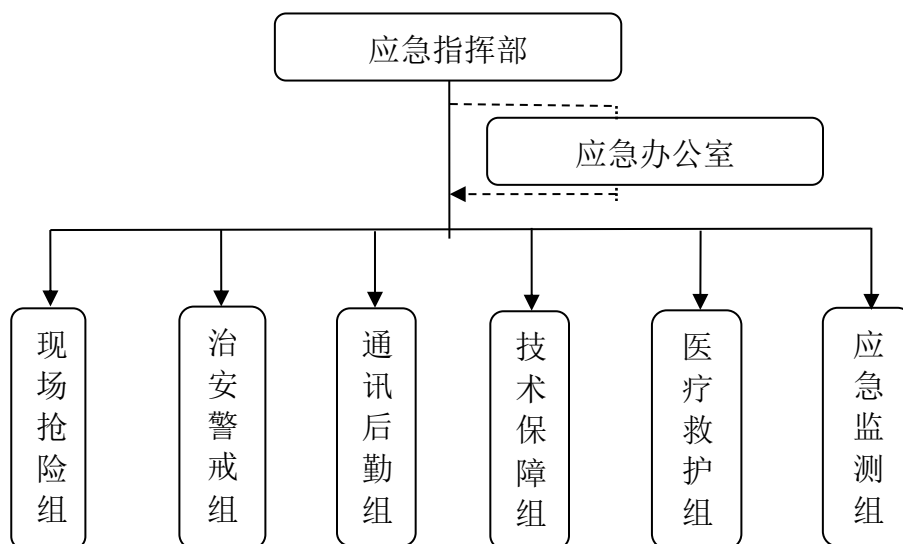 应急指挥部
应急办公室
现场抢险组
治安警戒组
通讯后勤组
技术保障组
医疗救护组
应急监测组